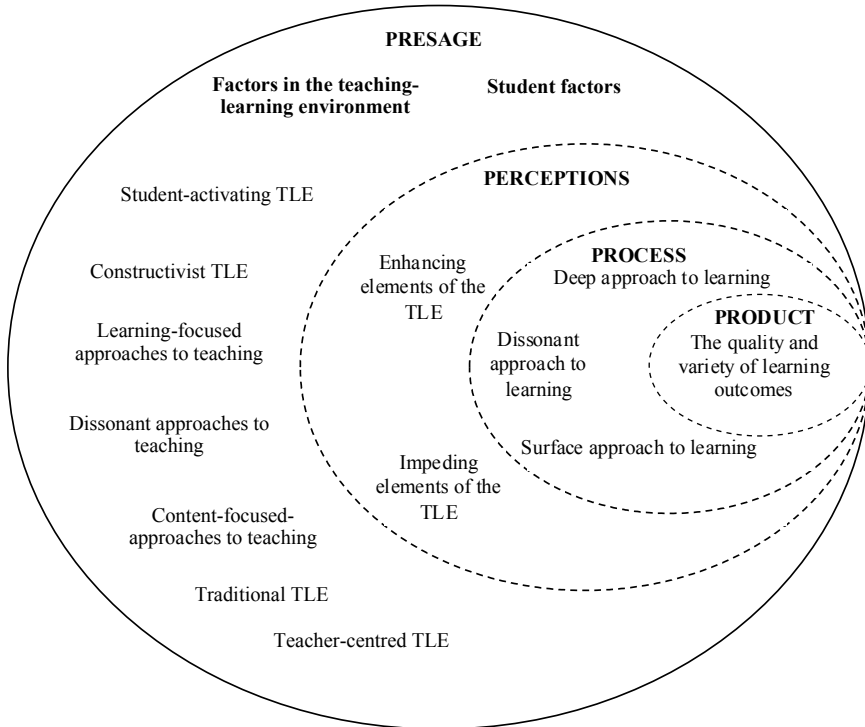 PRESAGE
Factors in the teaching-
learning environment
Student factors
Student-activating TLE
Constructivist TLE
Learning-focused
approaches to teaching
Dissonant approaches to
teaching
Content-focused-
approaches to teaching
Traditional TLE
Teacher-centred TLE
PERCEPTIONS
Enhancing
elements of the
TLE
Impeding
elements of the
TLE
PROCESS
Deep approach to learning
Dissonant
approach to
learning
Surface approach to learning
PRODUCT
The quality and
variety of learning
outcomes